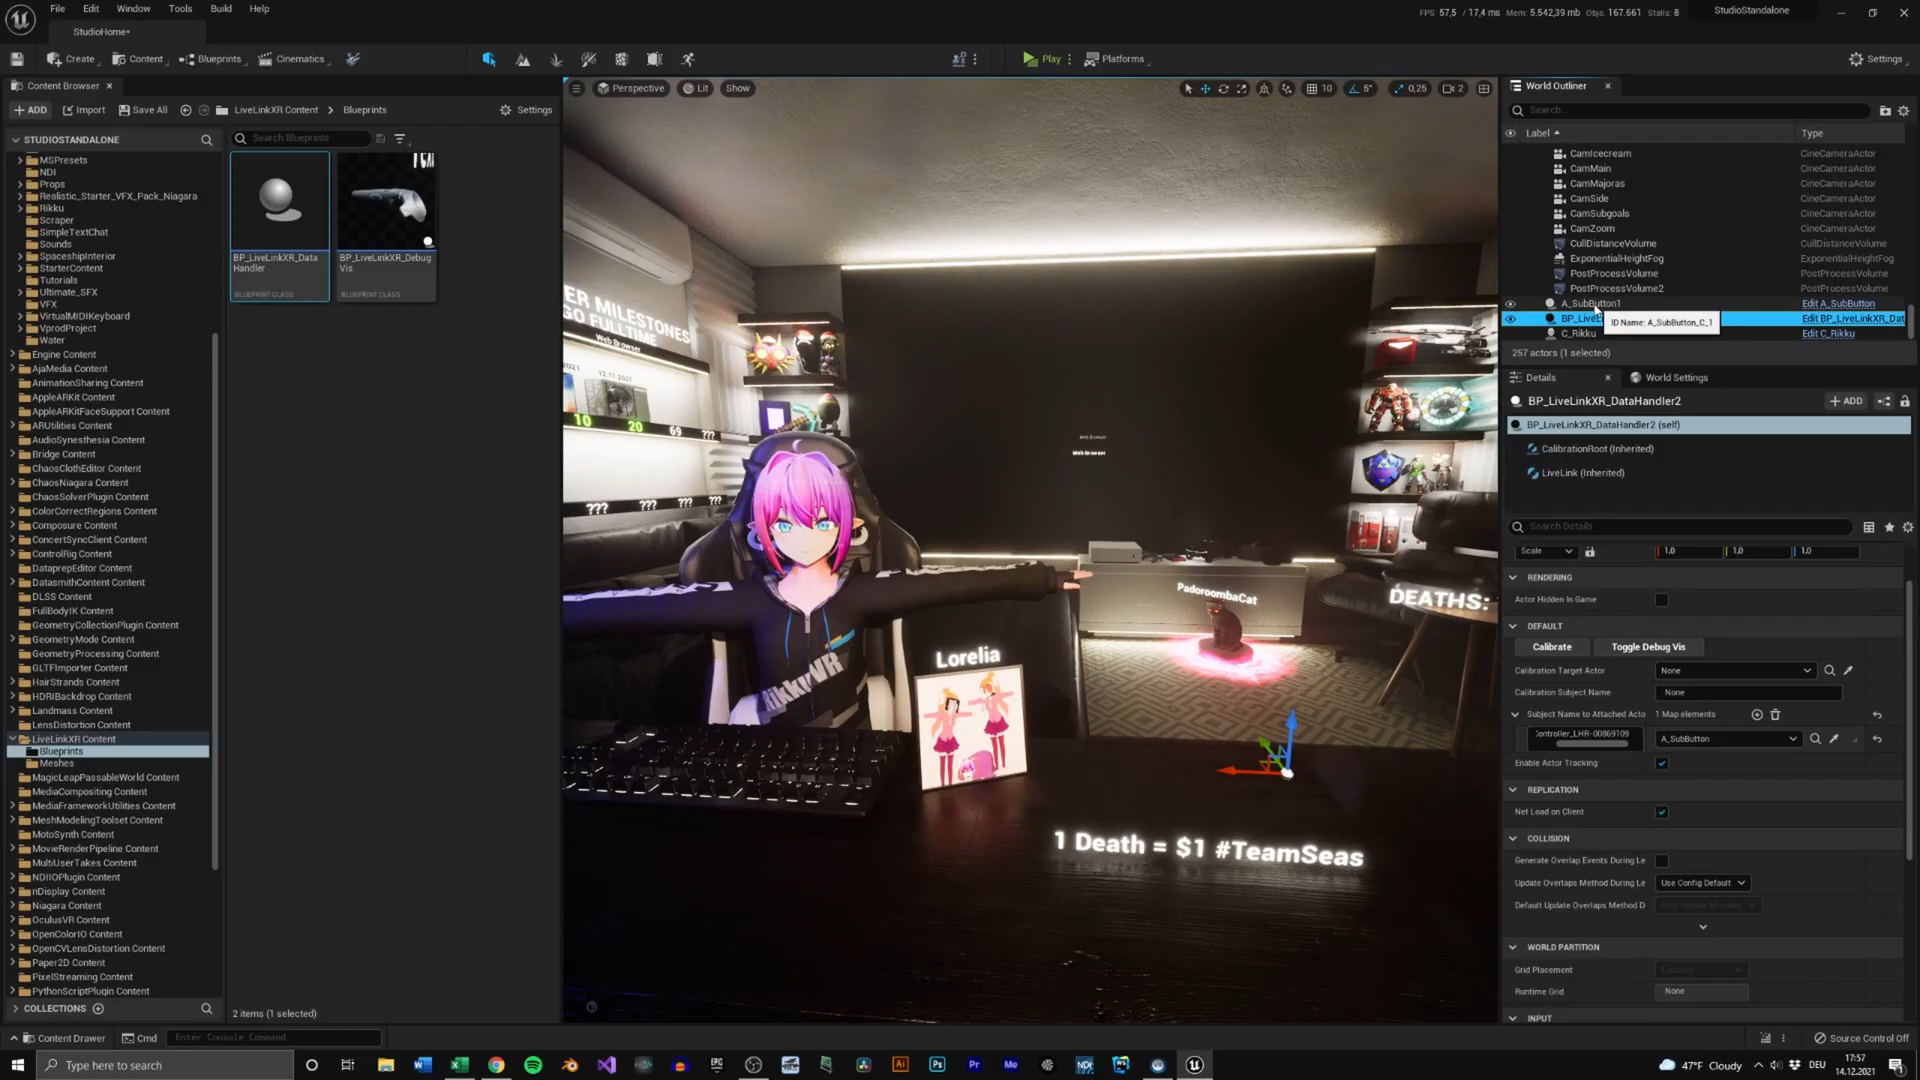 File Edit Window Tools Build Help
FPS: 57,5 / 17,4 ms Mem: 5.542,39 mb Objs: 167.661 Stalls: 8
StudioStandalone
StudioHome*
Create
Content
Blueprints
Cinematics
Play
Platforms
Settings
Content Browser
ADD
Import
Save All
LiveLinkXR Content > Blueprints
Settings
STUDIOSTANDALONE
MSPresets
NDI
Props
Realistic_Starter_VFX_Pack_Niagara
Rikku
Scraper
SimpleTextChat
Sounds
SpaceshipInterior
StarterContent
Tutorials
Ultimate_SFX
VFX
VirtualMIDIKeyboard
VprodProject
Water
Engine Content
AjaMedia Content
AnimationSharing Content
AppleARKit Content
AppleARKitFaceSupport Content
ARUtilities Content
AudioSynesthesia Content
Bridge Content
ChaosClothEditor Content
ChaosNiagara Content
ChaosSolverPlugin Content
ColorCorrectRegions Content
Composure Content
ConcertSyncClient Content
ControlRig Content
DataprepEditor Content
DatasmithContent Content
DLSS Content
FullBodyIK Content
GeometryCollectionPlugin Content
GeometryMode Content
GeometryProcessing Content
GLTFImporter Content
HairStrands Content
HDRIBackdrop Content
Landmass Content
LensDistortion Content
LiveLinkXR Content
Blueprints
Meshes
MagicLeapPassableWorld Content
MediaCompositing Content
MediaFrameworkUtilities Content
MeshModelingToolset Content
MotoSynth Content
MovieRenderPipeline Content
MultiUserTakes Content
NDIIOPlugin Content
nDisplay Content
Niagara Content
OculusVR Content
OpenColorIO Content
OpenCVLensDistortion Content
Paper2D Content
PixelStreaming Content
PythonScriptPlugin Content
COLLECTIONS
Search Blueprints
BP_LiveLinkXR_Data
Handler
BLUEPRINT CLASS
BP_LiveLinkXR_Debug
Vis
BLUEPRINT CLASS
2 items (1 selected)
Perspective
Lit
Show
10
5°
0,25
2
ER MILESTONES
GO FULLTIME
Web Browser
2021
12.11.2021
10 20 69 ???
??? ??? ??? ???
Web Browser
RikkuVR
Lorelia
PadoroombaCat
DEATHS:
1 Death = $1 #TeamSeas
World Outliner
Search...
Label
Type
CamIcecream CineCameraActor
CamMain CineCameraActor
CamMajoras CineCameraActor
CamSide CineCameraActor
CamSubgoals CineCameraActor
CamZoom CineCameraActor
CullDistanceVolume CullDistanceVolume
ExponentialHeightFog ExponentialHeightFog
PostProcessVolume PostProcessVolume
PostProcessVolume2 PostProcessVolume
A_SubButton1 Edit A_SubButton
BP_LiveL Edit BP_LiveLinkXR_Dat
ID Name: A_SubButton_C_1
C_Rikku Edit C_Rikku
257 actors (1 selected)
Details
World Settings
BP_LiveLinkXR_DataHandler2
ADD
BP_LiveLinkXR_DataHandler2 (self)
CalibrationRoot (Inherited)
LiveLink (Inherited)
Search Details
Scale 1,0 1,0 1,0
RENDERING
Actor Hidden In Game
DEFAULT
Calibrate
Toggle Debug Vis
Calibration Target Actor None
Calibration Subject Name None
Subject Name to Attached Acto 1 Map elements
Controller_LHR-00869109 A_SubButton
Enable Actor Tracking
REPLICATION
Net Load on Client
COLLISION
Generate Overlap Events During Le
Update Overlaps Method During Le Use Config Default
Default Update Overlaps Method D
WORLD PARTITION
Grid Placement
Runtime Grid None
INPUT
Content Drawer
Cmd
Enter Console Command
Source Control Off
Type here to search
47°F Cloudy
DEU
17:57
14.12.2021